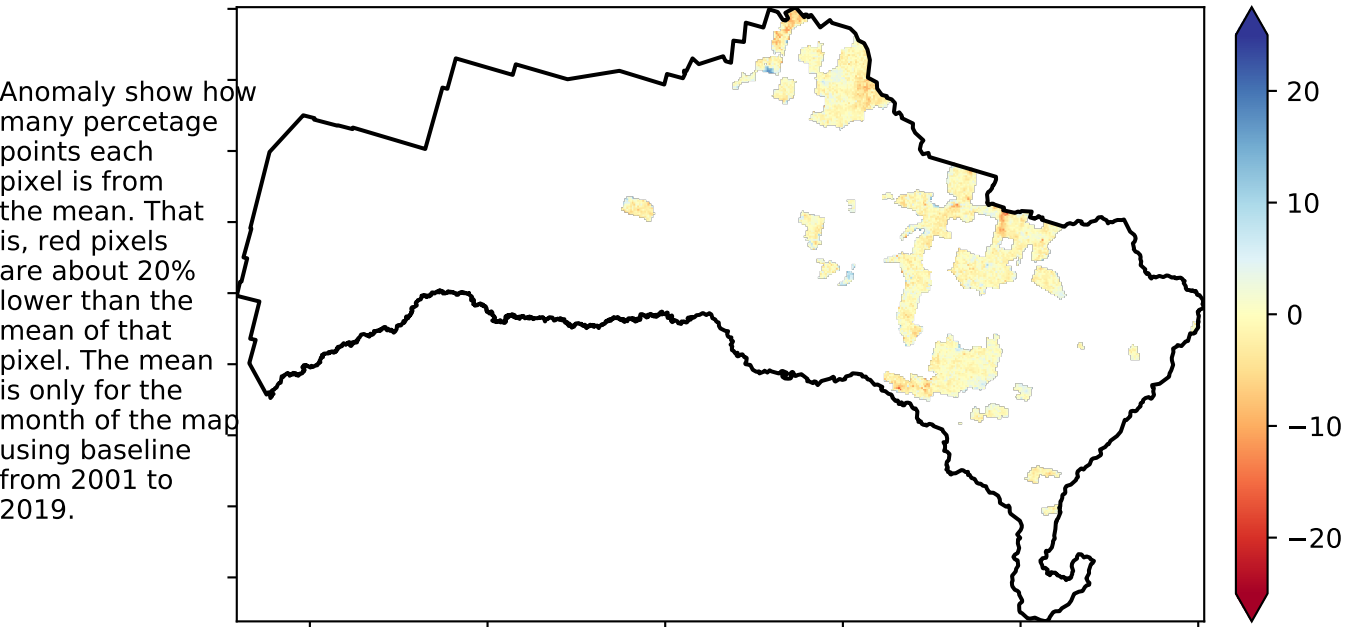 Anomaly show how
many percetage
points each
pixel is from
the mean. That
is, red pixels
are about 20%
lower than the
mean of that
pixel. The mean
is only for the
month of the map
using baseline
from 2001 to
2019.
20
10
0
−10
−20